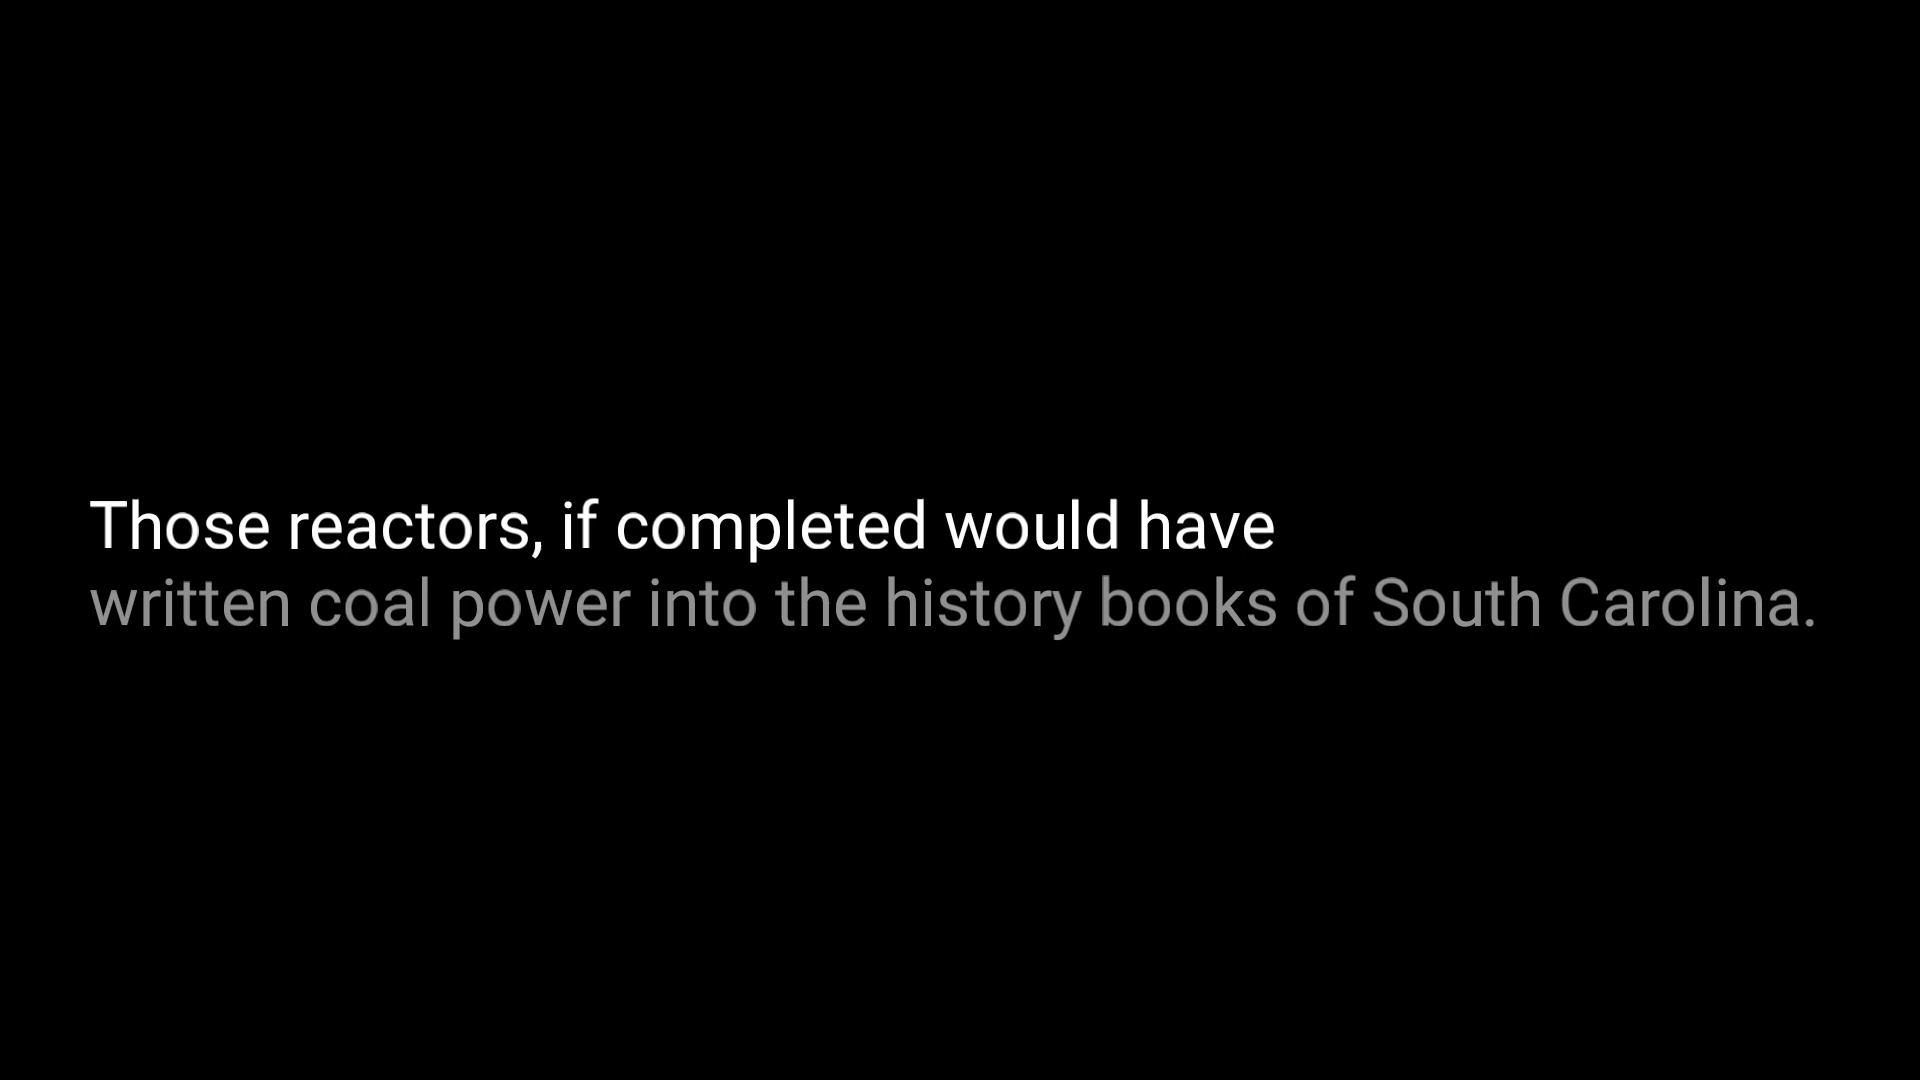 Those reactors, if completed would have
written coal power into the history books of South Carolina.